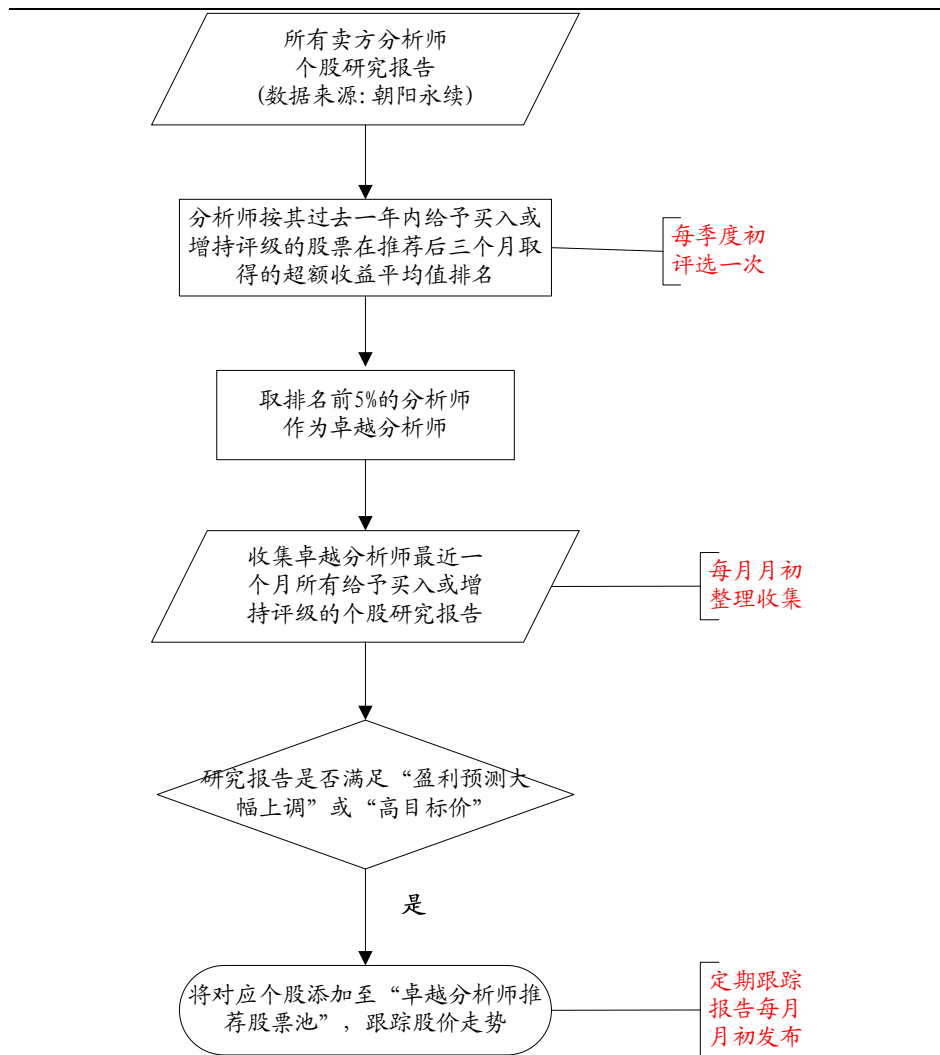 所有卖方分析师
个股研究报告
(数据来源:朝阳永续)
分析师按其过去一年内给予买入或
增持评级的股票在推荐后三个月取
得的超额收益平均值排名
每季度初
评选一次
取排名前5%的分析师
作为卓越分析师
收集卓越分析师最近一
个月所有给予买入或增
持评级的个股研究报告
每月月初
整理收集
研究报告是否满足“盈利预测大
幅上调”或“高目标价”
是
将对应个股添加至“卓越分析师推
荐股票池”,跟踪股价走势
定期跟踪
报告每月
月初发布